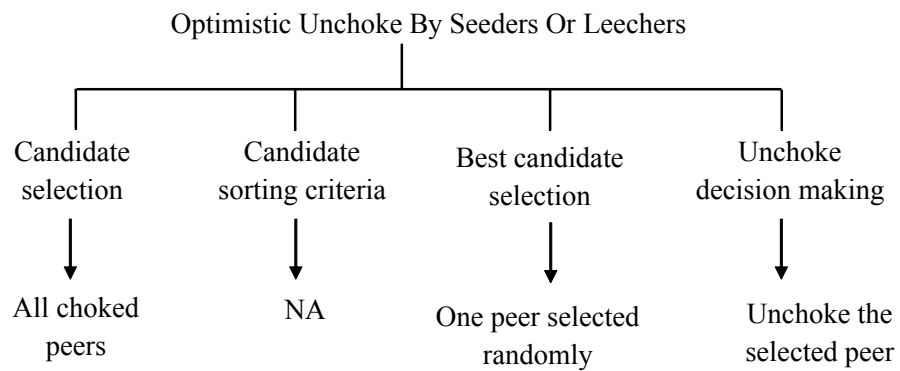 Optimistic Unchoke By Seeders Or Leechers
Candidate
selection
Candidate
sorting criteria
Best candidate
selection
Unchoke
decision making
All choked
peers
NA
One peer selected
randomly
Unchoke the
selected peer